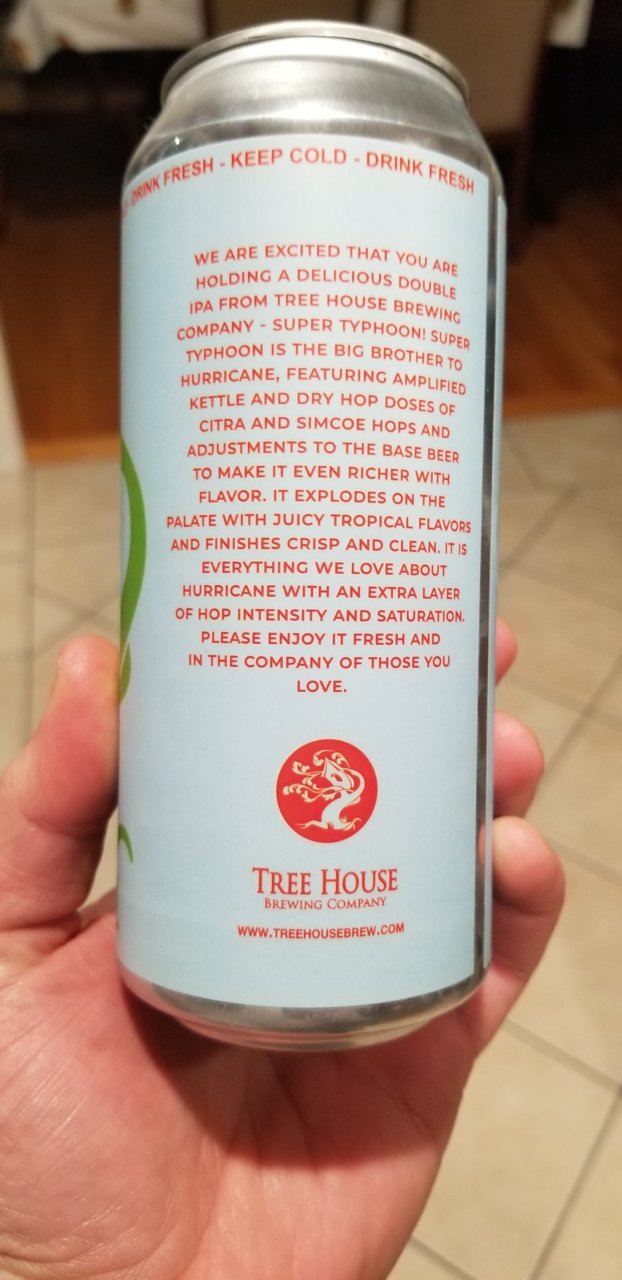 DRINK FRESH - KEEP COLD - DRINK FRESH
WE ARE EXCITED THAT YOU ARE
HOLDING A DELICIOUS DOUBLE
IPA FROM TREE HOUSE BREWING
COMPANY - SUPER TYPHOON! SUPER
TYPHOON IS THE BIG BROTHER TO
HURRICANE, FEATURING AMPLIFIED
KETTLE AND DRY HOP DOSES OF
CITRA AND SIMCOE HOPS AND
ADJUSTMENTS TO THE BASE BEER
TO MAKE IT EVEN RICHER WITH
FLAVOR. IT EXPLODES ON THE
PALATE WITH JUICY TROPICAL FLAVORS
AND FINISHES CRISP AND CLEAN. IT IS
EVERYTHING WE LOVE ABOUT
HURRICANE WITH AN EXTRA LAYER
OF HOP INTENSITY AND SATURATION.
PLEASE ENJOY IT FRESH AND
IN THE COMPANY OF THOSE YOU
LOVE.
TREE HOUSE
BREWING COMPANY
WWW.TREEHOUSEBREW.COM